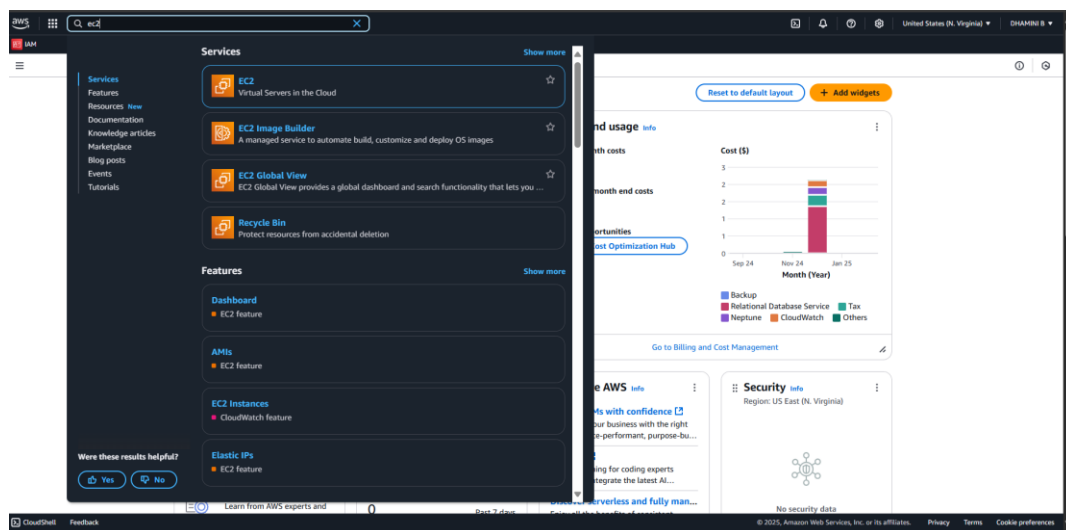 aws
ec2
United States (N. Virginia)
DHAMINI B
IAM
Services
Features
Resources New
Documentation
Knowledge articles
Marketplace
Blog posts
Events
Tutorials
Were these results helpful?
Yes
No
Services
Show more
EC2
Virtual Servers in the Cloud
EC2 Image Builder
A managed service to automate build, customize and deploy OS images
EC2 Global View
EC2 Global View provides a global dashboard and search functionality that lets you ...
Recycle Bin
Protect resources from accidental deletion
Features
Show more
Dashboard
EC2 feature
AMIs
EC2 feature
EC2 Instances
CloudWatch feature
Elastic IPs
EC2 feature
Reset to default layout
+ Add widgets
nd usage Info
nth costs
month end costs
ortunities
ost Optimization Hub
Cost ($)
3
2
2
1
1
0
Sep 24
Nov 24
Jan 25
Month (Year)
Backup
Relational Database Service
Tax
Neptune
CloudWatch
Others
Go to Billing and Cost Management
e AWS Info
Ms with confidence
our business with the right
ce-performant, purpose-bu...
ing for coding experts
ntegrate the latest AI...
serverless and fully man...
Security Info
Region: US East (N. Virginia)
No security data
Learn from AWS experts and
0
Past 7 days
CloudShell
Feedback
© 2025, Amazon Web Services, Inc. or its affiliates.
Privacy
Terms
Cookie preferences